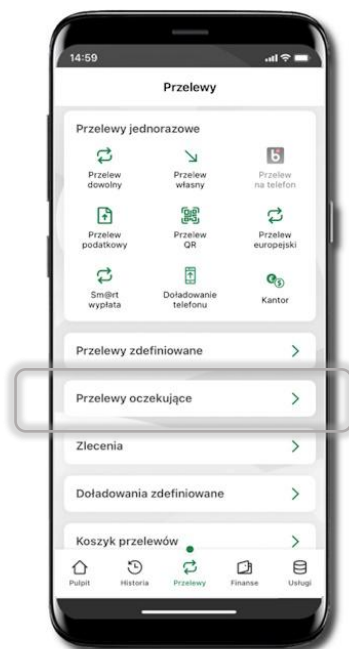 14:59
Przelewy
Przelewy jednorazowe
Przelew
dowolny
Przelew
własny
Przelew
na telefon
Przelew
podatkowy
Przelew
QR
Przelew
europejski
Sm@rt
wypłata
Doładowanie
telefonu
Kantor
Przelewy zdefiniowane
Przelewy oczekujące
Zlecenia
Doładowania zdefiniowane
Koszyk przelewów
Pulpit
Historia
Przelewy
Finanse
Usługi